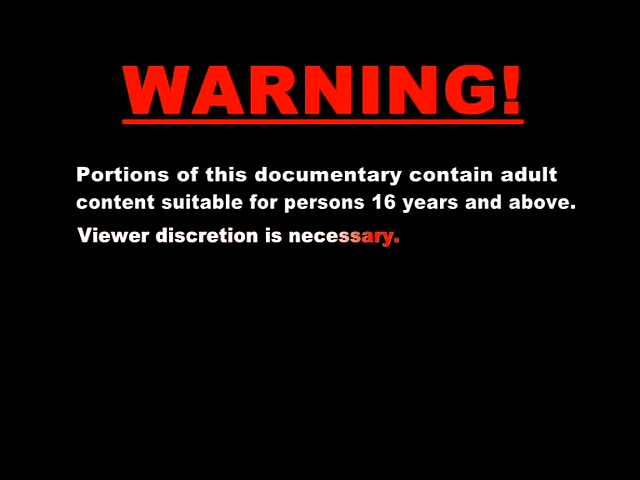 WARNING!
Portions of this documentary contain adult
content suitable for persons 16 years and above.
Viewer discretion is necessary.